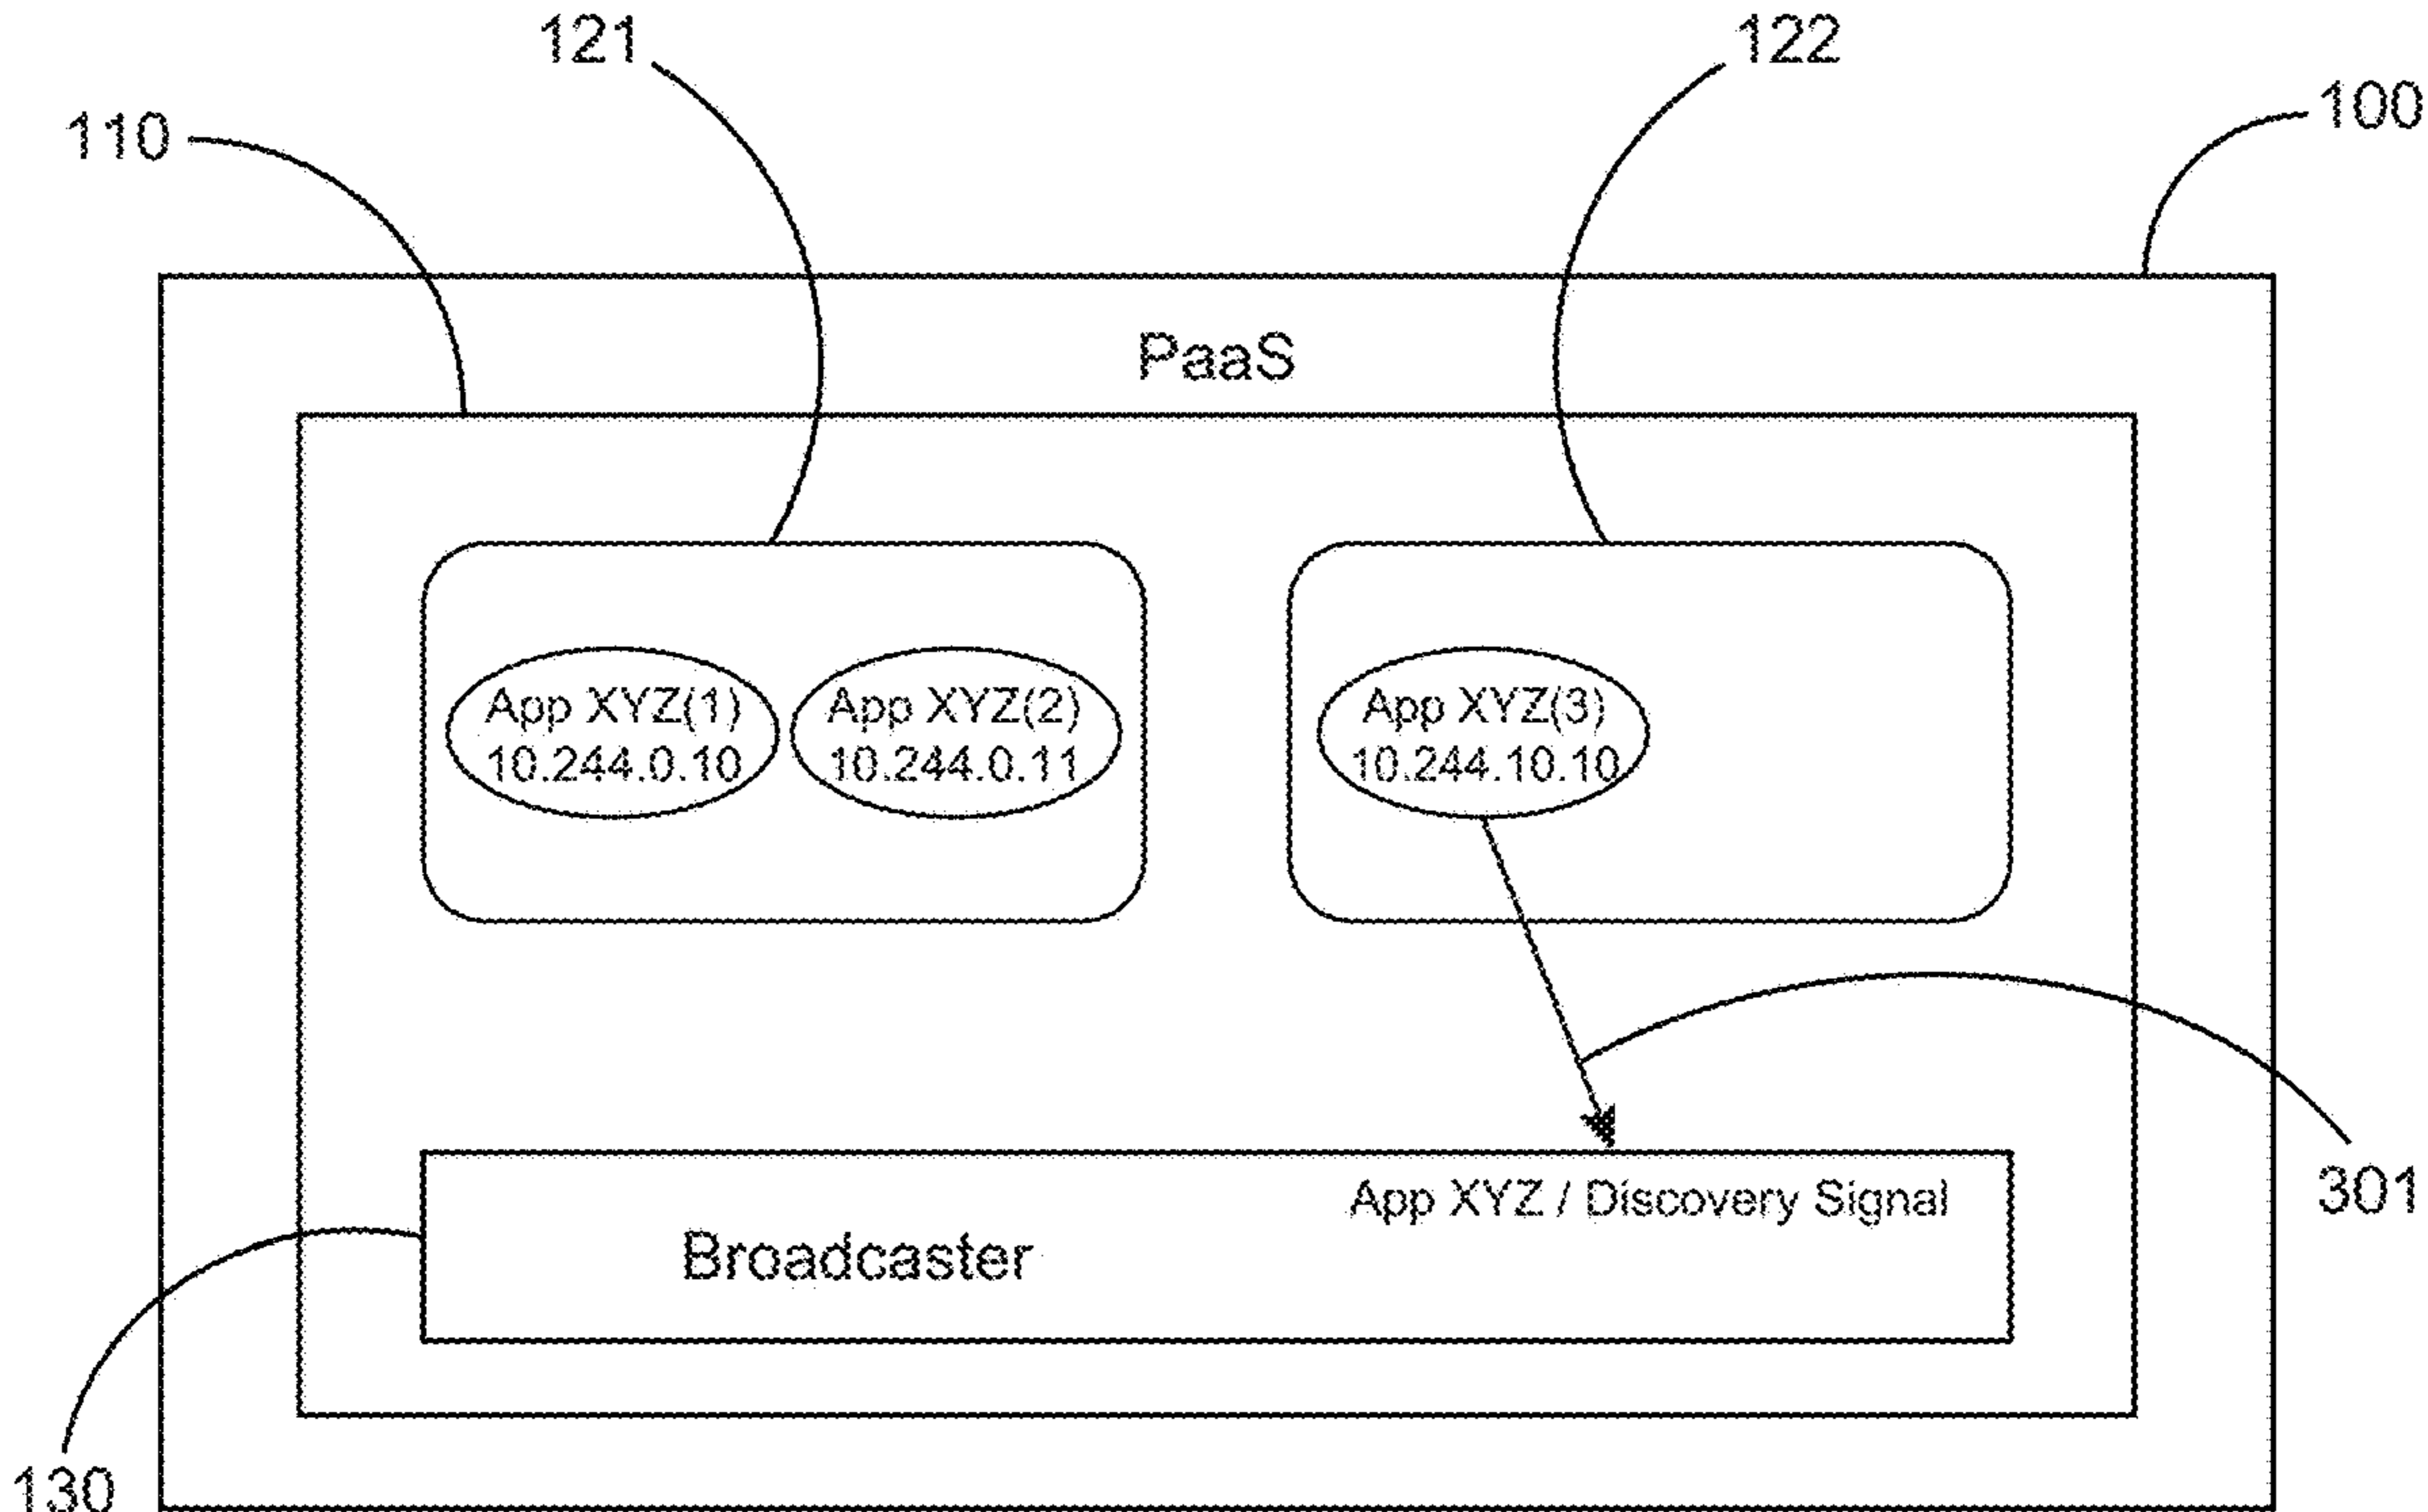 121
122
110
100
PaaS
App XYZ(1)
10.244.0.10
App XYZ(2)
10.244.0.11
App XYZ(3)
10.244.10.10
301
App XYZ / Discovery Signal
Broadcaster
130